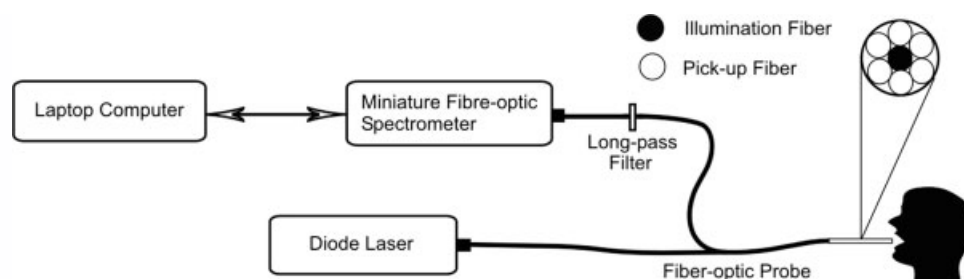 Illumination Fiber
Pick-up Fiber
Laptop Computer
Miniature Fibre-optic
Spectrometer
Long-pass
Filter
Diode Laser
Fiber-optic Probe